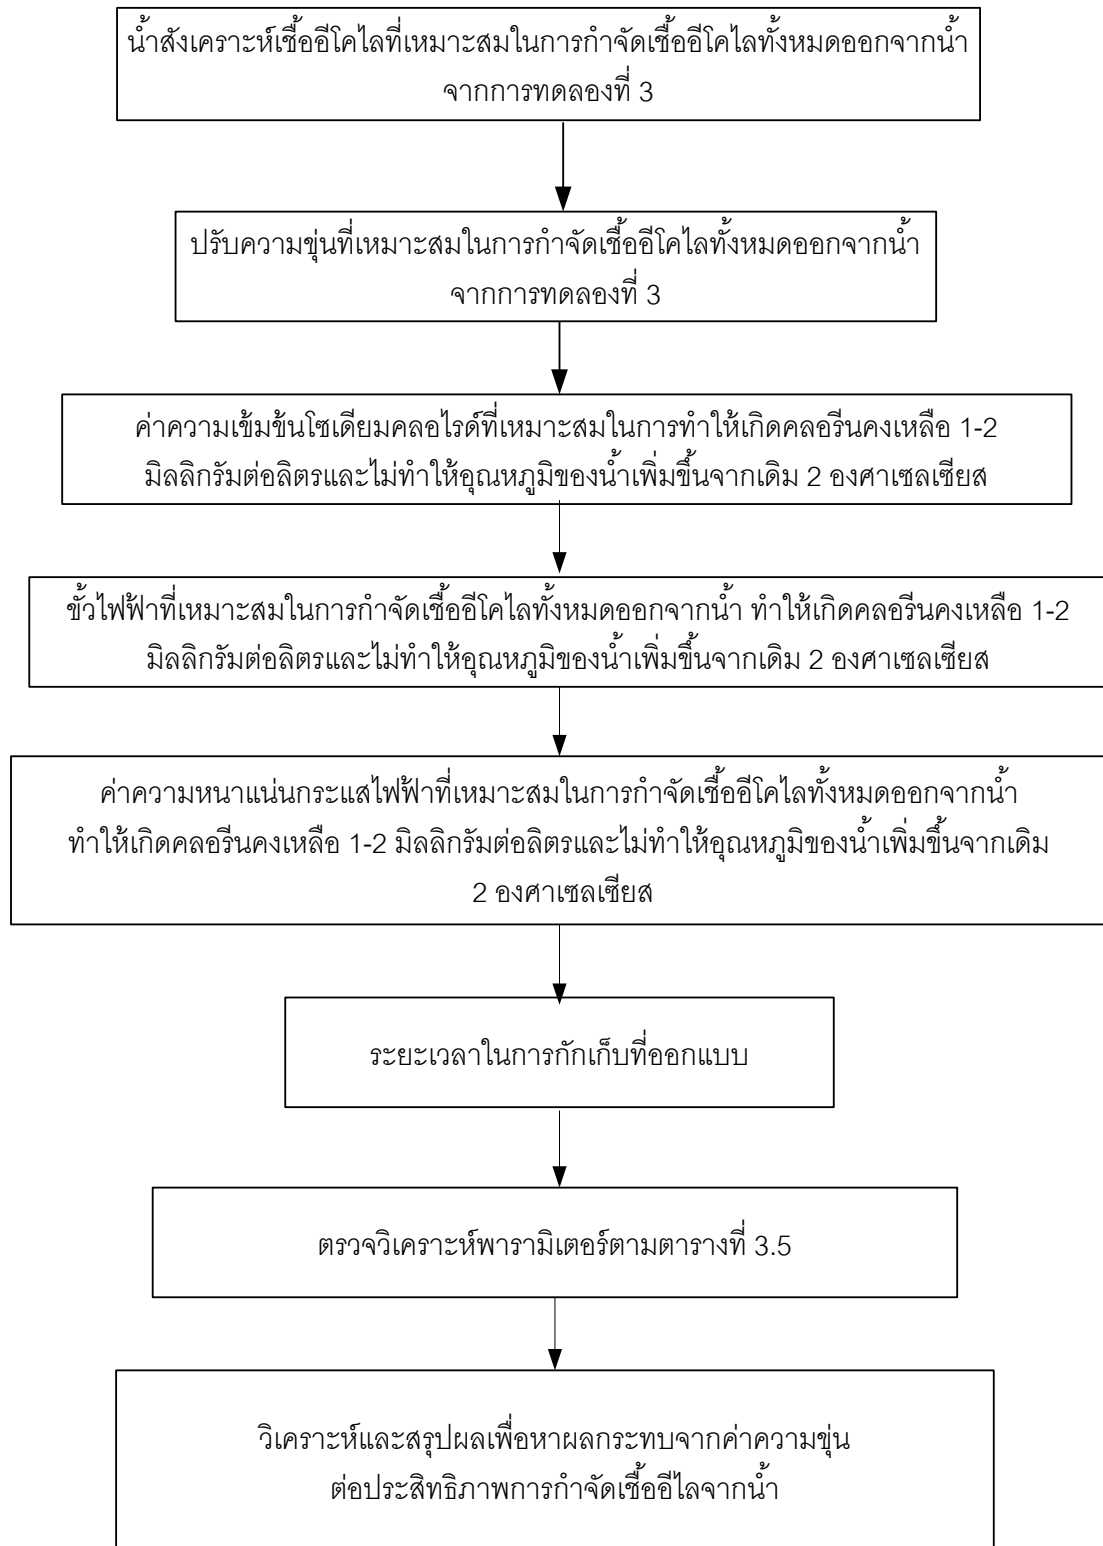 น้ำสังเคราะห์เชื้ออีโคไลที่เหมาะสมในการกำจัดเชื้ออีโคไลทั้งหมดออกจากน้ำ
จากการทดลองที่ 3
ปรับความขุ่นที่เหมาะสมในการกำจัดเชื้ออีโคไลทั้งหมดออกจากน้ำ
จากการทดลองที่ 3
ค่าความเข้มข้นโซเดียมคลอไรด์ที่เหมาะสมในการทำให้เกิดคลอรีนคงเหลือ 1-2
มิลลิกรัมต่อลิตรและไม่ทำให้อุณหภูมิของน้ำเพิ่มขึ้นจากเดิม 2 องศาเซลเซียส
ขั้วไฟฟ้าที่เหมาะสมในการกำจัดเชื้ออีโคไลทั้งหมดออกจากน้ำ ทำให้เกิดคลอรีนคงเหลือ 1-2
มิลลิกรัมต่อลิตรและไม่ทำให้อุณหภูมิของน้ำเพิ่มขึ้นจากเดิม 2 องศาเซลเซียส
ค่าความหนาแน่นกระแสไฟฟ้าที่เหมาะสมในการกำจัดเชื้ออีโคไลทั้งหมดออกจากน้ำ
ทำให้เกิดคลอรีนคงเหลือ 1-2 มิลลิกรัมต่อลิตรและไม่ทำให้อุณหภูมิของน้ำเพิ่มขึ้นจากเดิม
2 องศาเซลเซียส
ระยะเวลาในการกักเก็บที่ออกแบบ
ตรวจวิเคราะห์พารามิเตอร์ตามตารางที่ 3.5
วิเคราะห์และสรุปผลเพื่อหาผลกระทบจากค่าความขุ่น
ต่อประสิทธิภาพการกำจัดเชื้ออีไลจากน้ำ